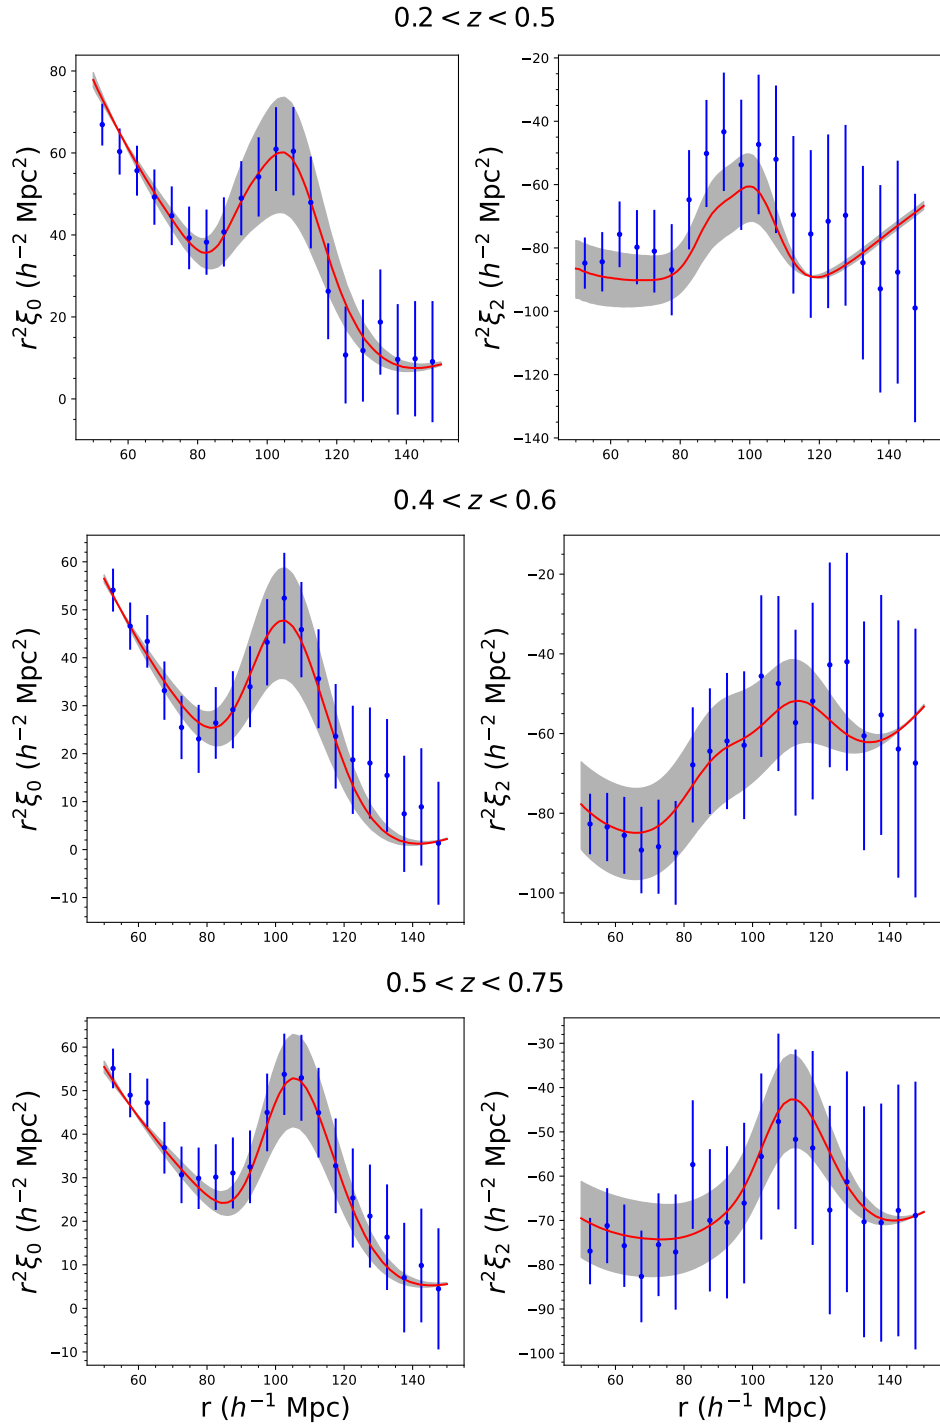 0.2 < z < 0.5
80
60
40
20
0
r²ξ₀ (h⁻² Mpc²)
60 80 100 120 140
−20
−40
−60
−80
−100
−120
−140
r²ξ₂ (h⁻² Mpc²)
60 80 100 120 140
0.4 < z < 0.6
60
50
40
30
20
10
0
−10
r²ξ₀ (h⁻² Mpc²)
60 80 100 120 140
−20
−40
−60
−80
−100
r²ξ₂ (h⁻² Mpc²)
60 80 100 120 140
0.5 < z < 0.75
60
50
40
30
20
10
0
−10
r²ξ₀ (h⁻² Mpc²)
60 80 100 120 140
r (h⁻¹ Mpc)
−30
−40
−50
−60
−70
−80
−90
−100
r²ξ₂ (h⁻² Mpc²)
60 80 100 120 140
r (h⁻¹ Mpc)